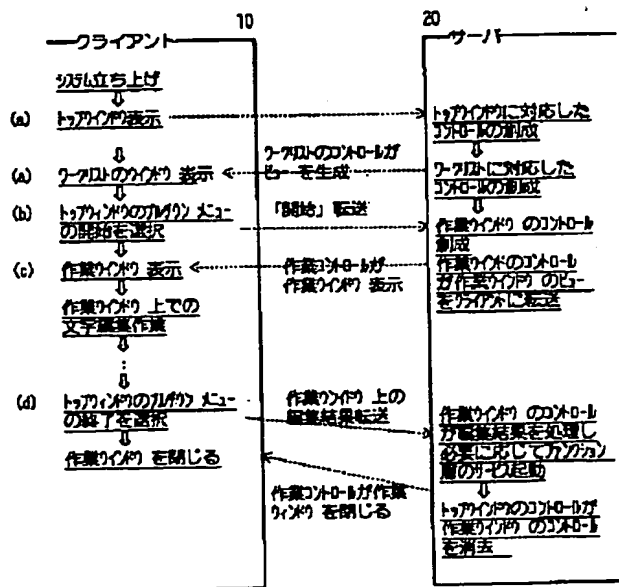 10
20
クライアント
サーバ
システム立ち上げ
(a)
トップウインドウ表示
トップウインドウに対応した
コントロールの創成
ワークリストのコントロールが
ビューを生成
(a)
ワークリストのウインドウ 表示
ワークリストに対応した
コントロールの創成
(b)
トップウィンドウのプルダウン メニュー
の開始を選択
「開始」転送
作業ウインドウ のコントロール
創成
(c)
作業ウインドウ 表示
作業コントロールが
作業ウインドウ 表示
作業ウインドのコントロール
が作業ウインドウ のビュー
をクライアントに転送
作業ウインドウ 上での
文字編集作業
(d)
トップウィンドウのプルダウン メニュー
の終了を選択
作業ウンイドウ 上の
編集結果転送
作業ウインドウ のコントロール
が編集結果を処理し
必要に応じてファンクション
層のサービス起動
作業ウインドウ を閉じる
作業コントロールが作業
ウィンドウ を閉じる
トップウインドウのコントロールが
作業ウインドウ のコントロール
を消去